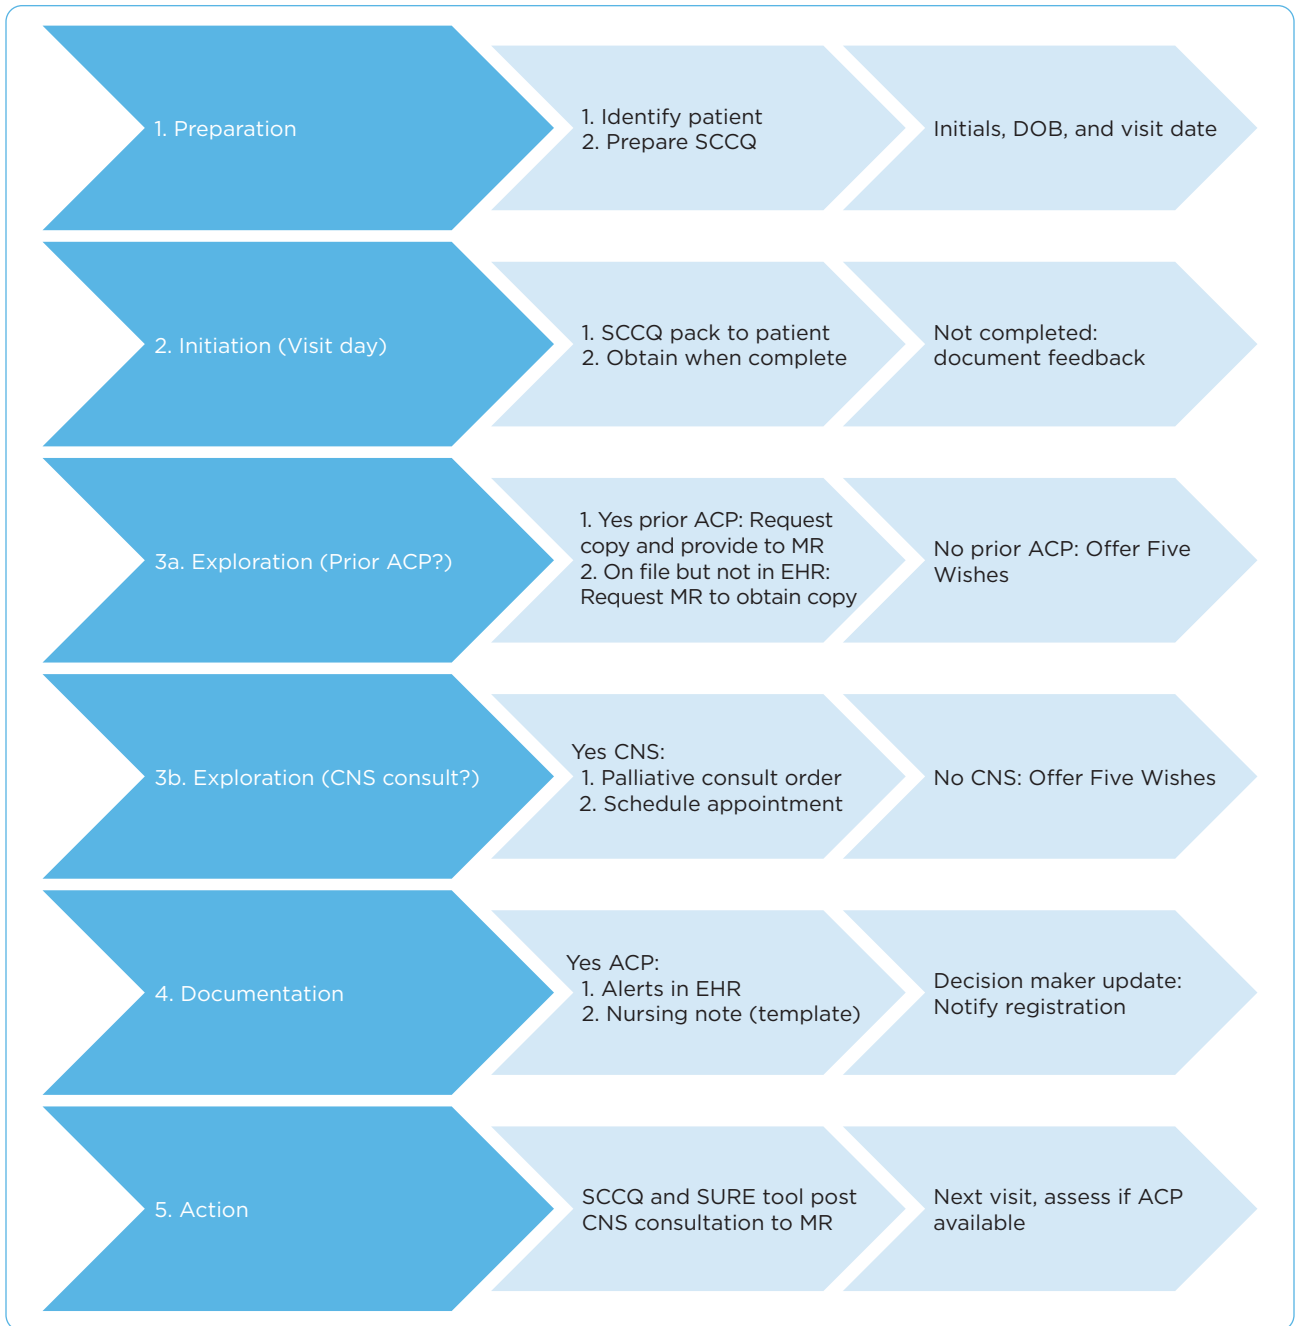 1. Preparation
1. Identify patient
2. Prepare SCCQ
Initials, DOB, and visit date
2. Initiation (Visit day)
1. SCCQ pack to patient
2. Obtain when complete
Not completed:
document feedback
3a. Exploration (Prior ACP?)
1. Yes prior ACP: Request
copy and provide to MR
2. On file but not in EHR:
Request MR to obtain copy
No prior ACP: Offer Five
Wishes
3b. Exploration (CNS consult?)
Yes CNS:
1. Palliative consult order
2. Schedule appointment
No CNS: Offer Five Wishes
4. Documentation
Yes ACP:
1. Alerts in EHR
2. Nursing note (template)
Decision maker update:
Notify registration
5. Action
SCCQ and SURE tool post
CNS consultation to MR
Next visit, assess if ACP
available